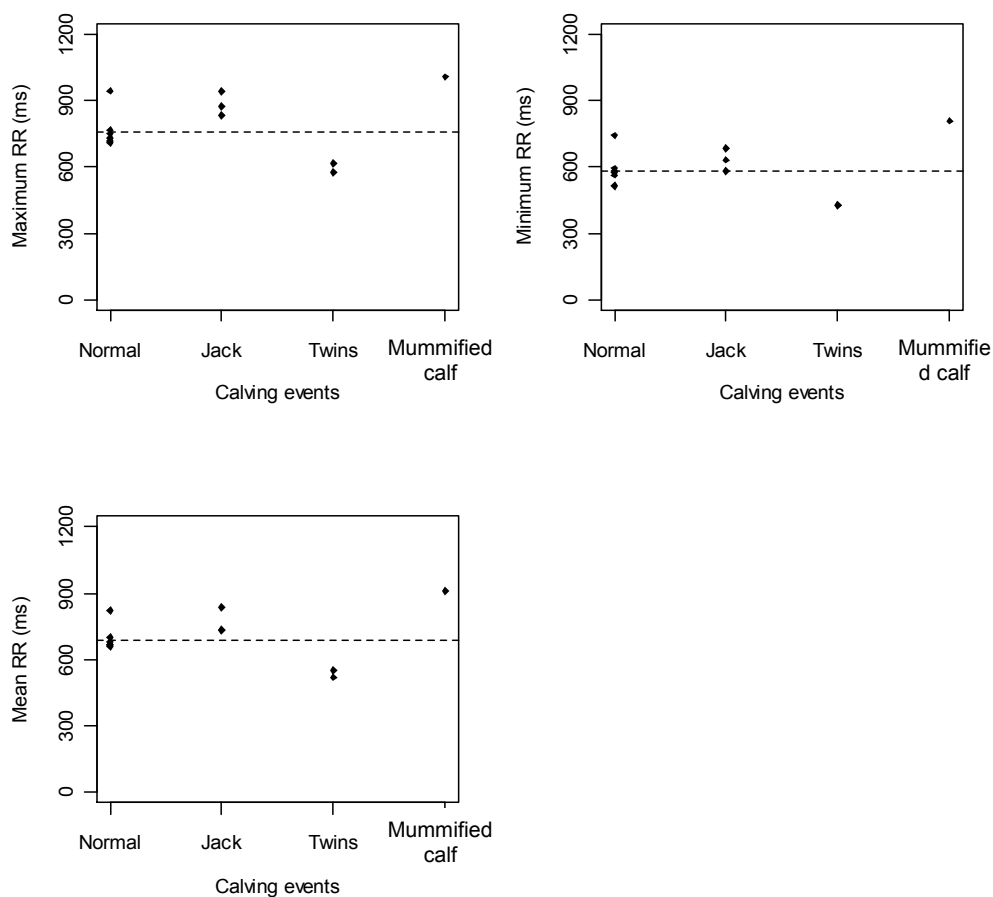 Maximum RR (ms)
1200
900
600
300
0
Normal
Jack
Twins
Mummified
calf
Calving events
Minimum RR (ms)
1200
900
600
300
0
Normal
Jack
Twins
Mummifie
d calf
Calving events
Mean RR (ms)
1200
900
600
300
0
Normal
Jack
Twins
Mummified
calf
Calving events